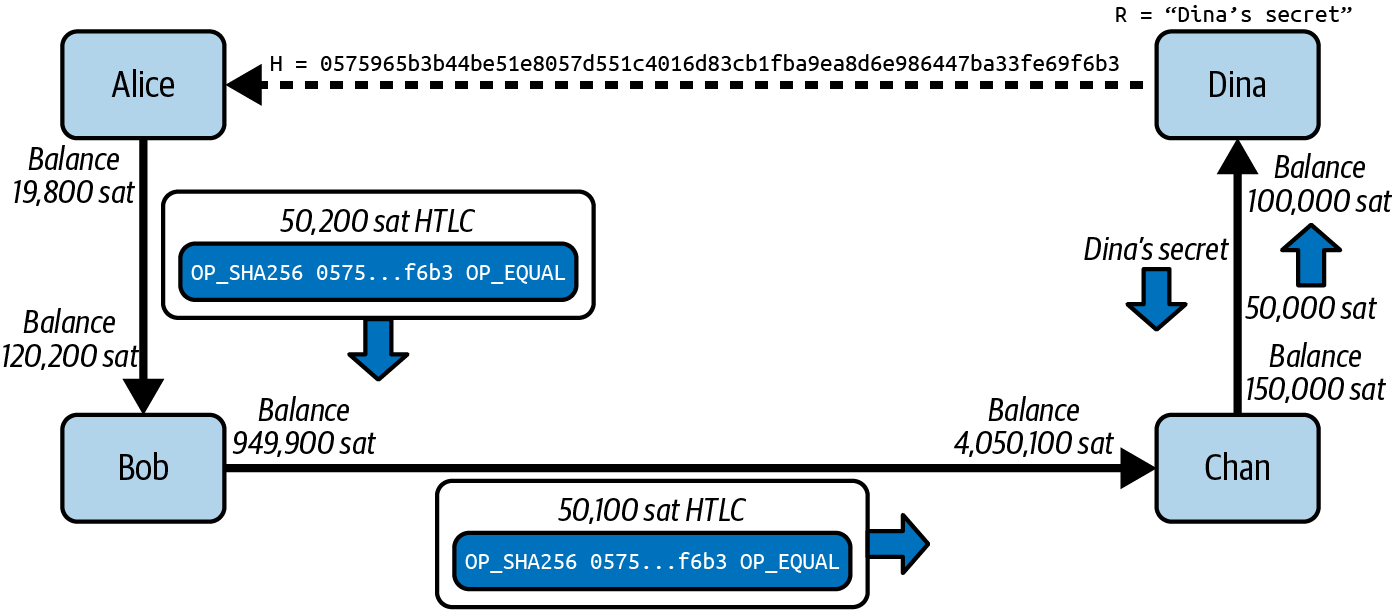 R = “Dina’s secret”
H = 0575965b3b44be51e8057d551c4016d83cb1fba9ea8d6e986447ba33fe69f6b3
Alice
Dina
Balance
19,800 sat
50,200 sat HTLC
OP_SHA256 0575...f6b3 OP_EQUAL
Balance
100,000 sat
Dina’s secret
50,000 sat
Balance
120,200 sat
Balance
150,000 sat
Balance
949,900 sat
Balance
4,050,100 sat
Bob
Chan
50,100 sat HTLC
OP_SHA256 0575...f6b3 OP_EQUAL